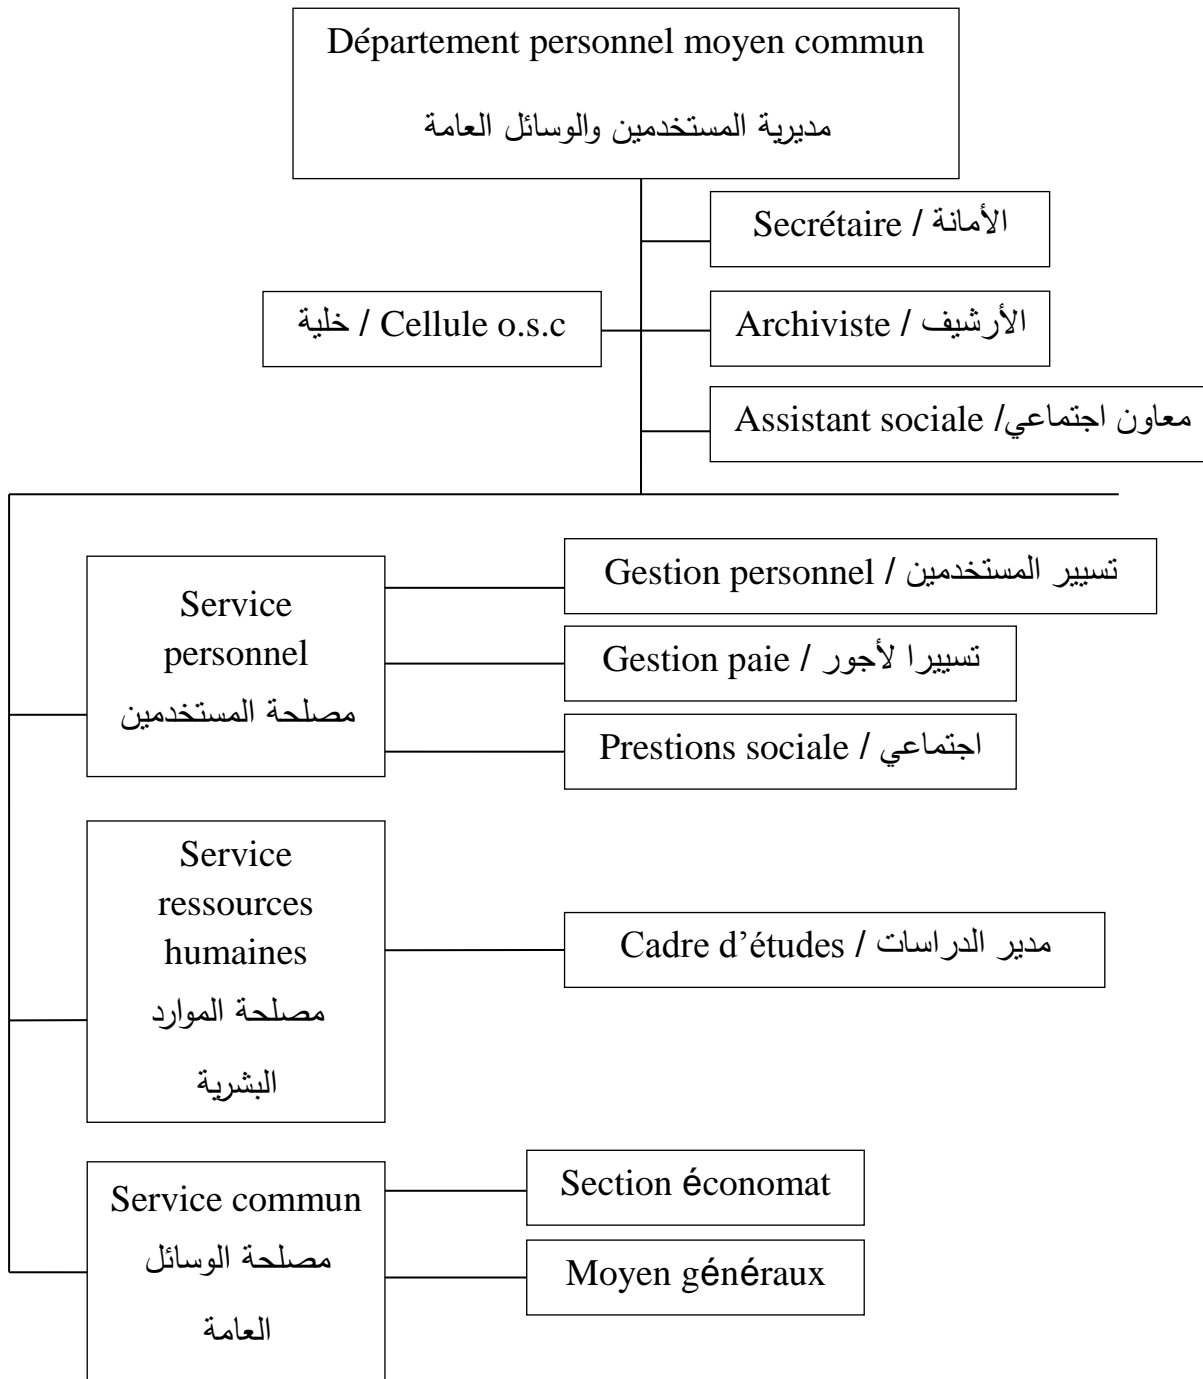 Département personnel moyen commun
مديرية المستخدمين والوسائل العامة
Secrétaire / الأمانة
خلية / Cellule o.s.c
Archiviste / الأرشيف
Assistant sociale /معاون اجتماعي
Service
personnel
مصلحة المستخدمين
Gestion personnel / تسيير المستخدمين
Gestion paie / تسييرا لأجور
Prestions sociale / اجتماعي
Service
ressources
humaines
مصلحة الموارد
البشرية
Cadre d’études / مدير الدراسات
Service commun
مصلحة الوسائل
العامة
Section économat
Moyen généraux